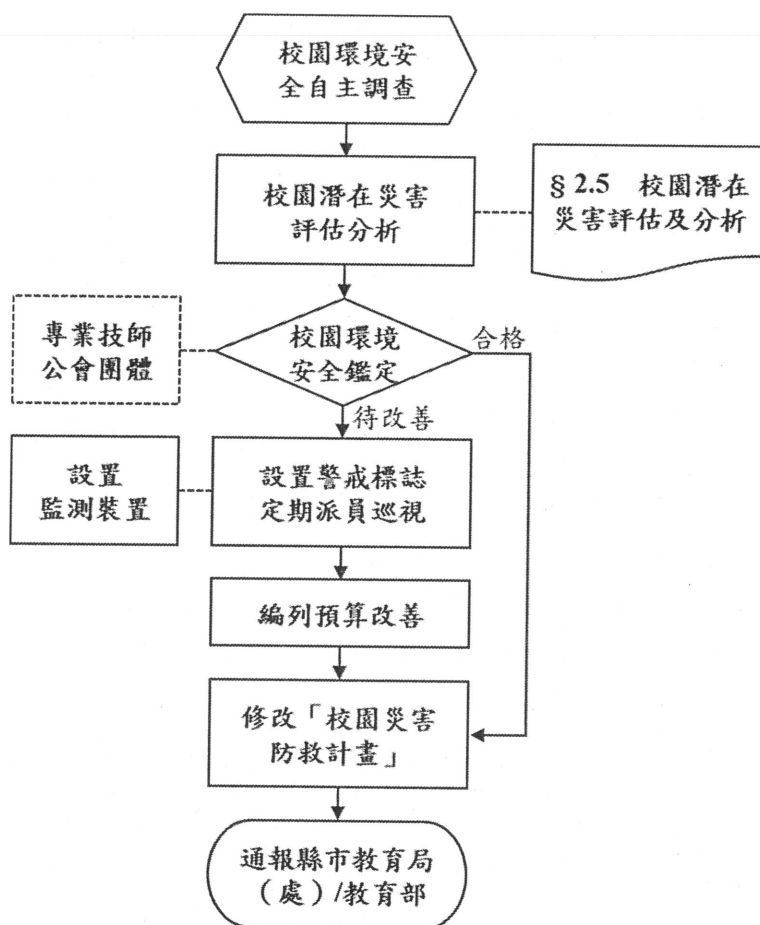 校園環境安
全自主調查
校園潛在災害
評估分析
§ 2.5 校園潛在
災害評估及分析
專業技師
公會團體
校園環境
安全鑑定
合格
待改善
設置
監測裝置
設置警戒標誌
定期派員巡視
編列預算改善
修改「校園災害
防救計畫」
通報縣市教育局
（處）/教育部